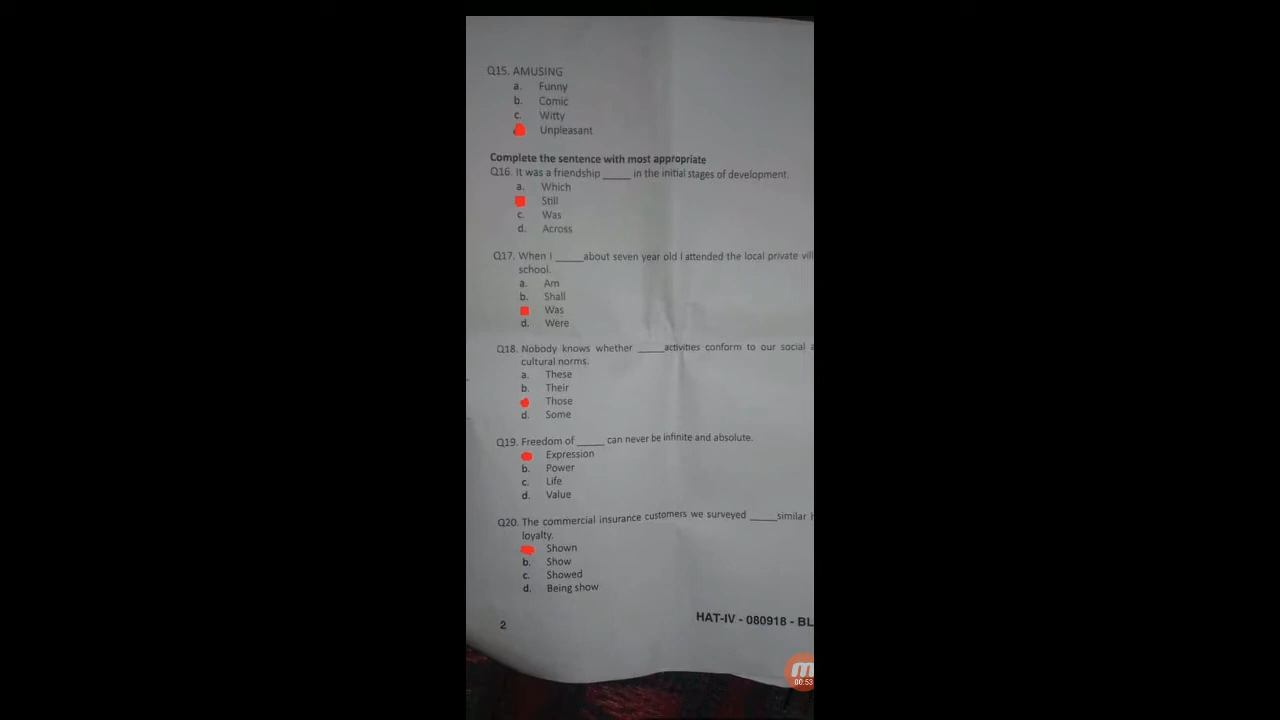 Q15. AMUSING
a. Funny
b. Comic
c. Witty
Unpleasant
Complete the sentence with most appropriate
Q16. It was a friendship _____ in the initial stages of development.
a. Which
Still
c. Was
d. Across
Q17. When I _____about seven year old I attended the local private
school.
a. Am
b. Shall
Was
d. Were
Q18. Nobody knows whether _____activities conform to our social
cultural norms.
a. These
b. Their
Those
d. Some
Q19. Freedom of _____ can never be infinite and absolute.
Expression
b. Power
c. Life
d. Value
Q20. The commercial insurance customers we surveyed _____similar
loyalty.
Shown
b. Show
c. Showed
d. Being show
2
HAT-IV - 080918 - BL
00:53